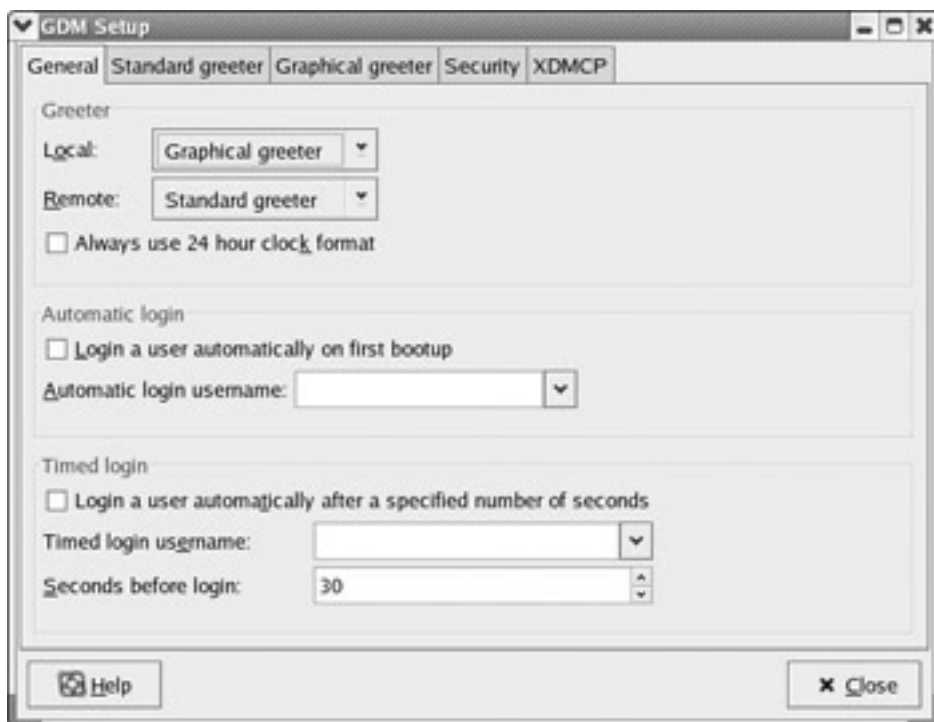 GDM Setup
General Standard greeter Graphical greeter Security XDMCP
Greeter
Local: Graphical greeter
Remote: Standard greeter
Always use 24 hour clock format
Automatic login
Login a user automatically on first bootup
Automatic login username:
Timed login
Login a user automatically after a specified number of seconds
Timed login username:
Seconds before login: 30
Help Close